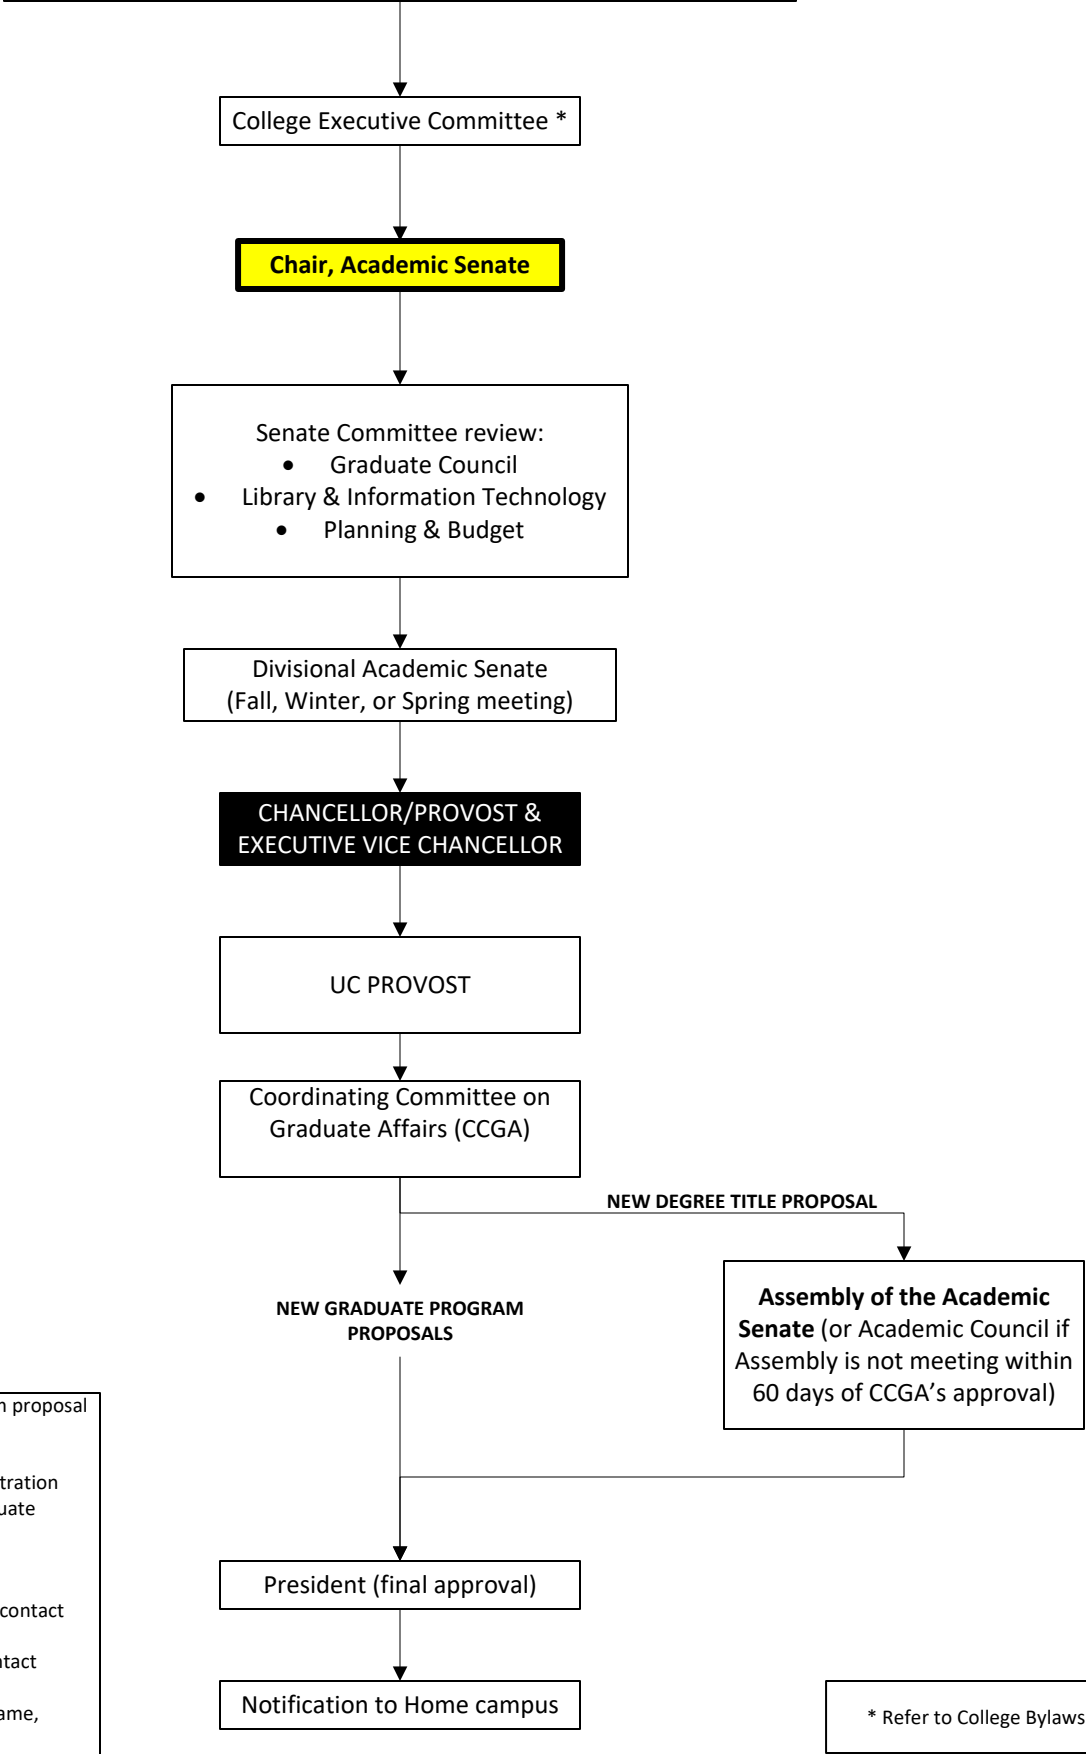 College Executive Committee *
Chair, Academic Senate
Senate Committee review:
• Graduate Council
• Library & Information Technology
• Planning & Budget
Divisional Academic Senate
(Fall, Winter, or Spring meeting)
CHANCELLOR/PROVOST &
EXECUTIVE VICE CHANCELLOR
UC PROVOST
Coordinating Committee on
Graduate Affairs (CCGA)
NEW DEGREE TITLE PROPOSAL
NEW GRADUATE PROGRAM
PROPOSALS
Assembly of the Academic
Senate (or Academic Council if
Assembly is not meeting within
60 days of CCGA’s approval)
proposal
contact
President (final approval)
Notification to Home campus
* Refer to College Bylaws